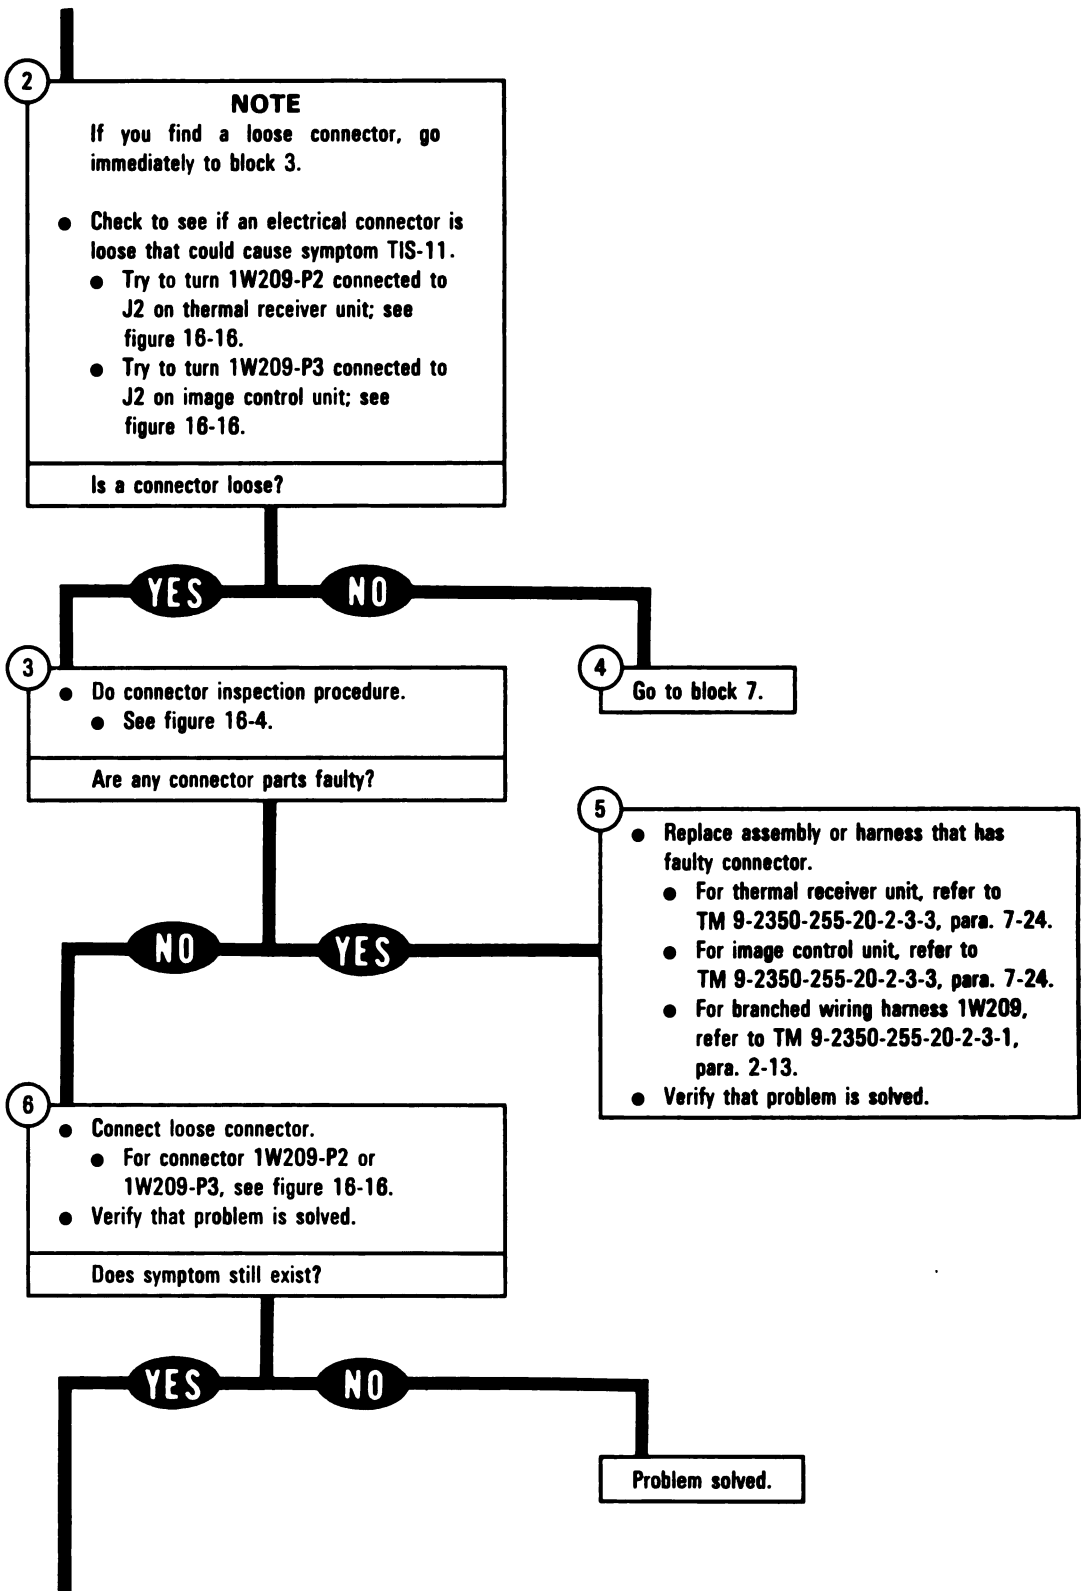 2
NOTE
If you find a loose connector, go
immediately to block 3.
● Check to see if an electrical connector is
loose that could cause symptom TIS-11.
● Try to turn 1W209-P2 connected to
J2 on thermal receiver unit; see
figure 16-16.
● Try to turn 1W209-P3 connected to
J2 on image control unit; see
figure 16-16.
Is a connector loose?
YES
NO
3
● Do connector inspection procedure.
● See figure 16-4.
Are any connector parts faulty?
4
Go to block 7.
NO
YES
5
● Replace assembly or harness that has
faulty connector.
● For thermal receiver unit, refer to
TM 9-2350-255-20-2-3-3, para. 7-24.
● For image control unit, refer to
TM 9-2350-255-20-2-3-3, para. 7-24.
● For branched wiring harness 1W209,
refer to TM 9-2350-255-20-2-3-1,
para. 2-13.
● Verify that problem is solved.
6
● Connect loose connector.
● For connector 1W209-P2 or
1W209-P3, see figure 16-16.
● Verify that problem is solved.
Does symptom still exist?
YES
NO
Problem solved.